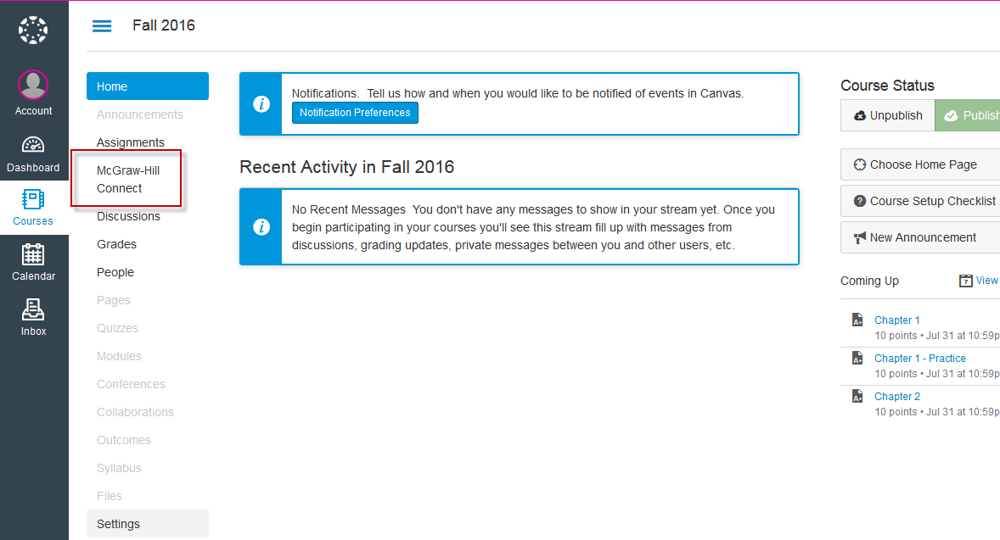 Fall 2016
Account
Dashboard
Courses
Calendar
Inbox
Home
Announcements
Assignments
McGraw-Hill
Connect
Discussions
Grades
People
Pages
Quizzes
Modules
Conferences
Collaborations
Outcomes
Syllabus
Files
Settings
Notifications. Tell us how and when you would like to be notified of events in Canvas.
Notification Preferences
Recent Activity in Fall 2016
No Recent Messages You don't have any messages to show in your stream yet. Once you
begin participating in your courses you'll see this stream fill up with messages from
discussions, grading updates, private messages between you and other users, etc.
Course Status
Unpublish
Publish
Choose Home Page
Course Setup Checklist
New Announcement
Coming Up
7
View
A+
Chapter 1
10 points • Jul 31 at 10:59p
A+
Chapter 1 - Practice
10 points • Jul 31 at 10:59p
A+
Chapter 2
10 points • Jul 31 at 10:59p